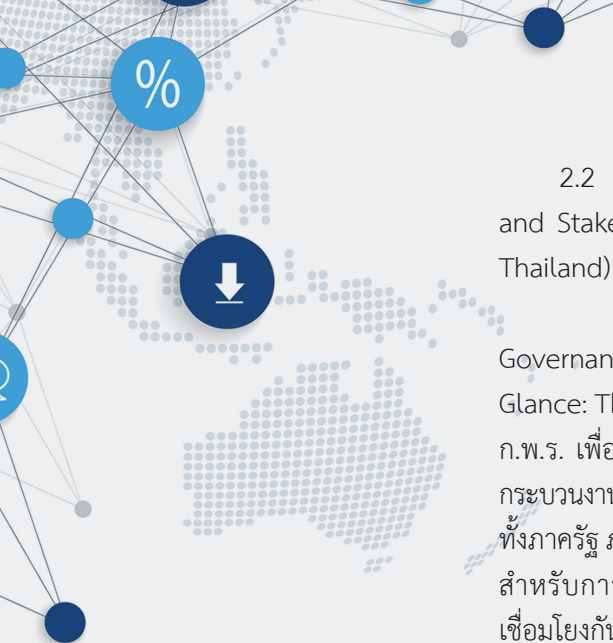 %
2.2
and Stake
Thailand)
Governan
Glance: Th
ก.พ.ร. เพื่อ
กระบวนงาน
ทั้งภาครัฐ
สำหรับกา
เชื่อมโยงกัน